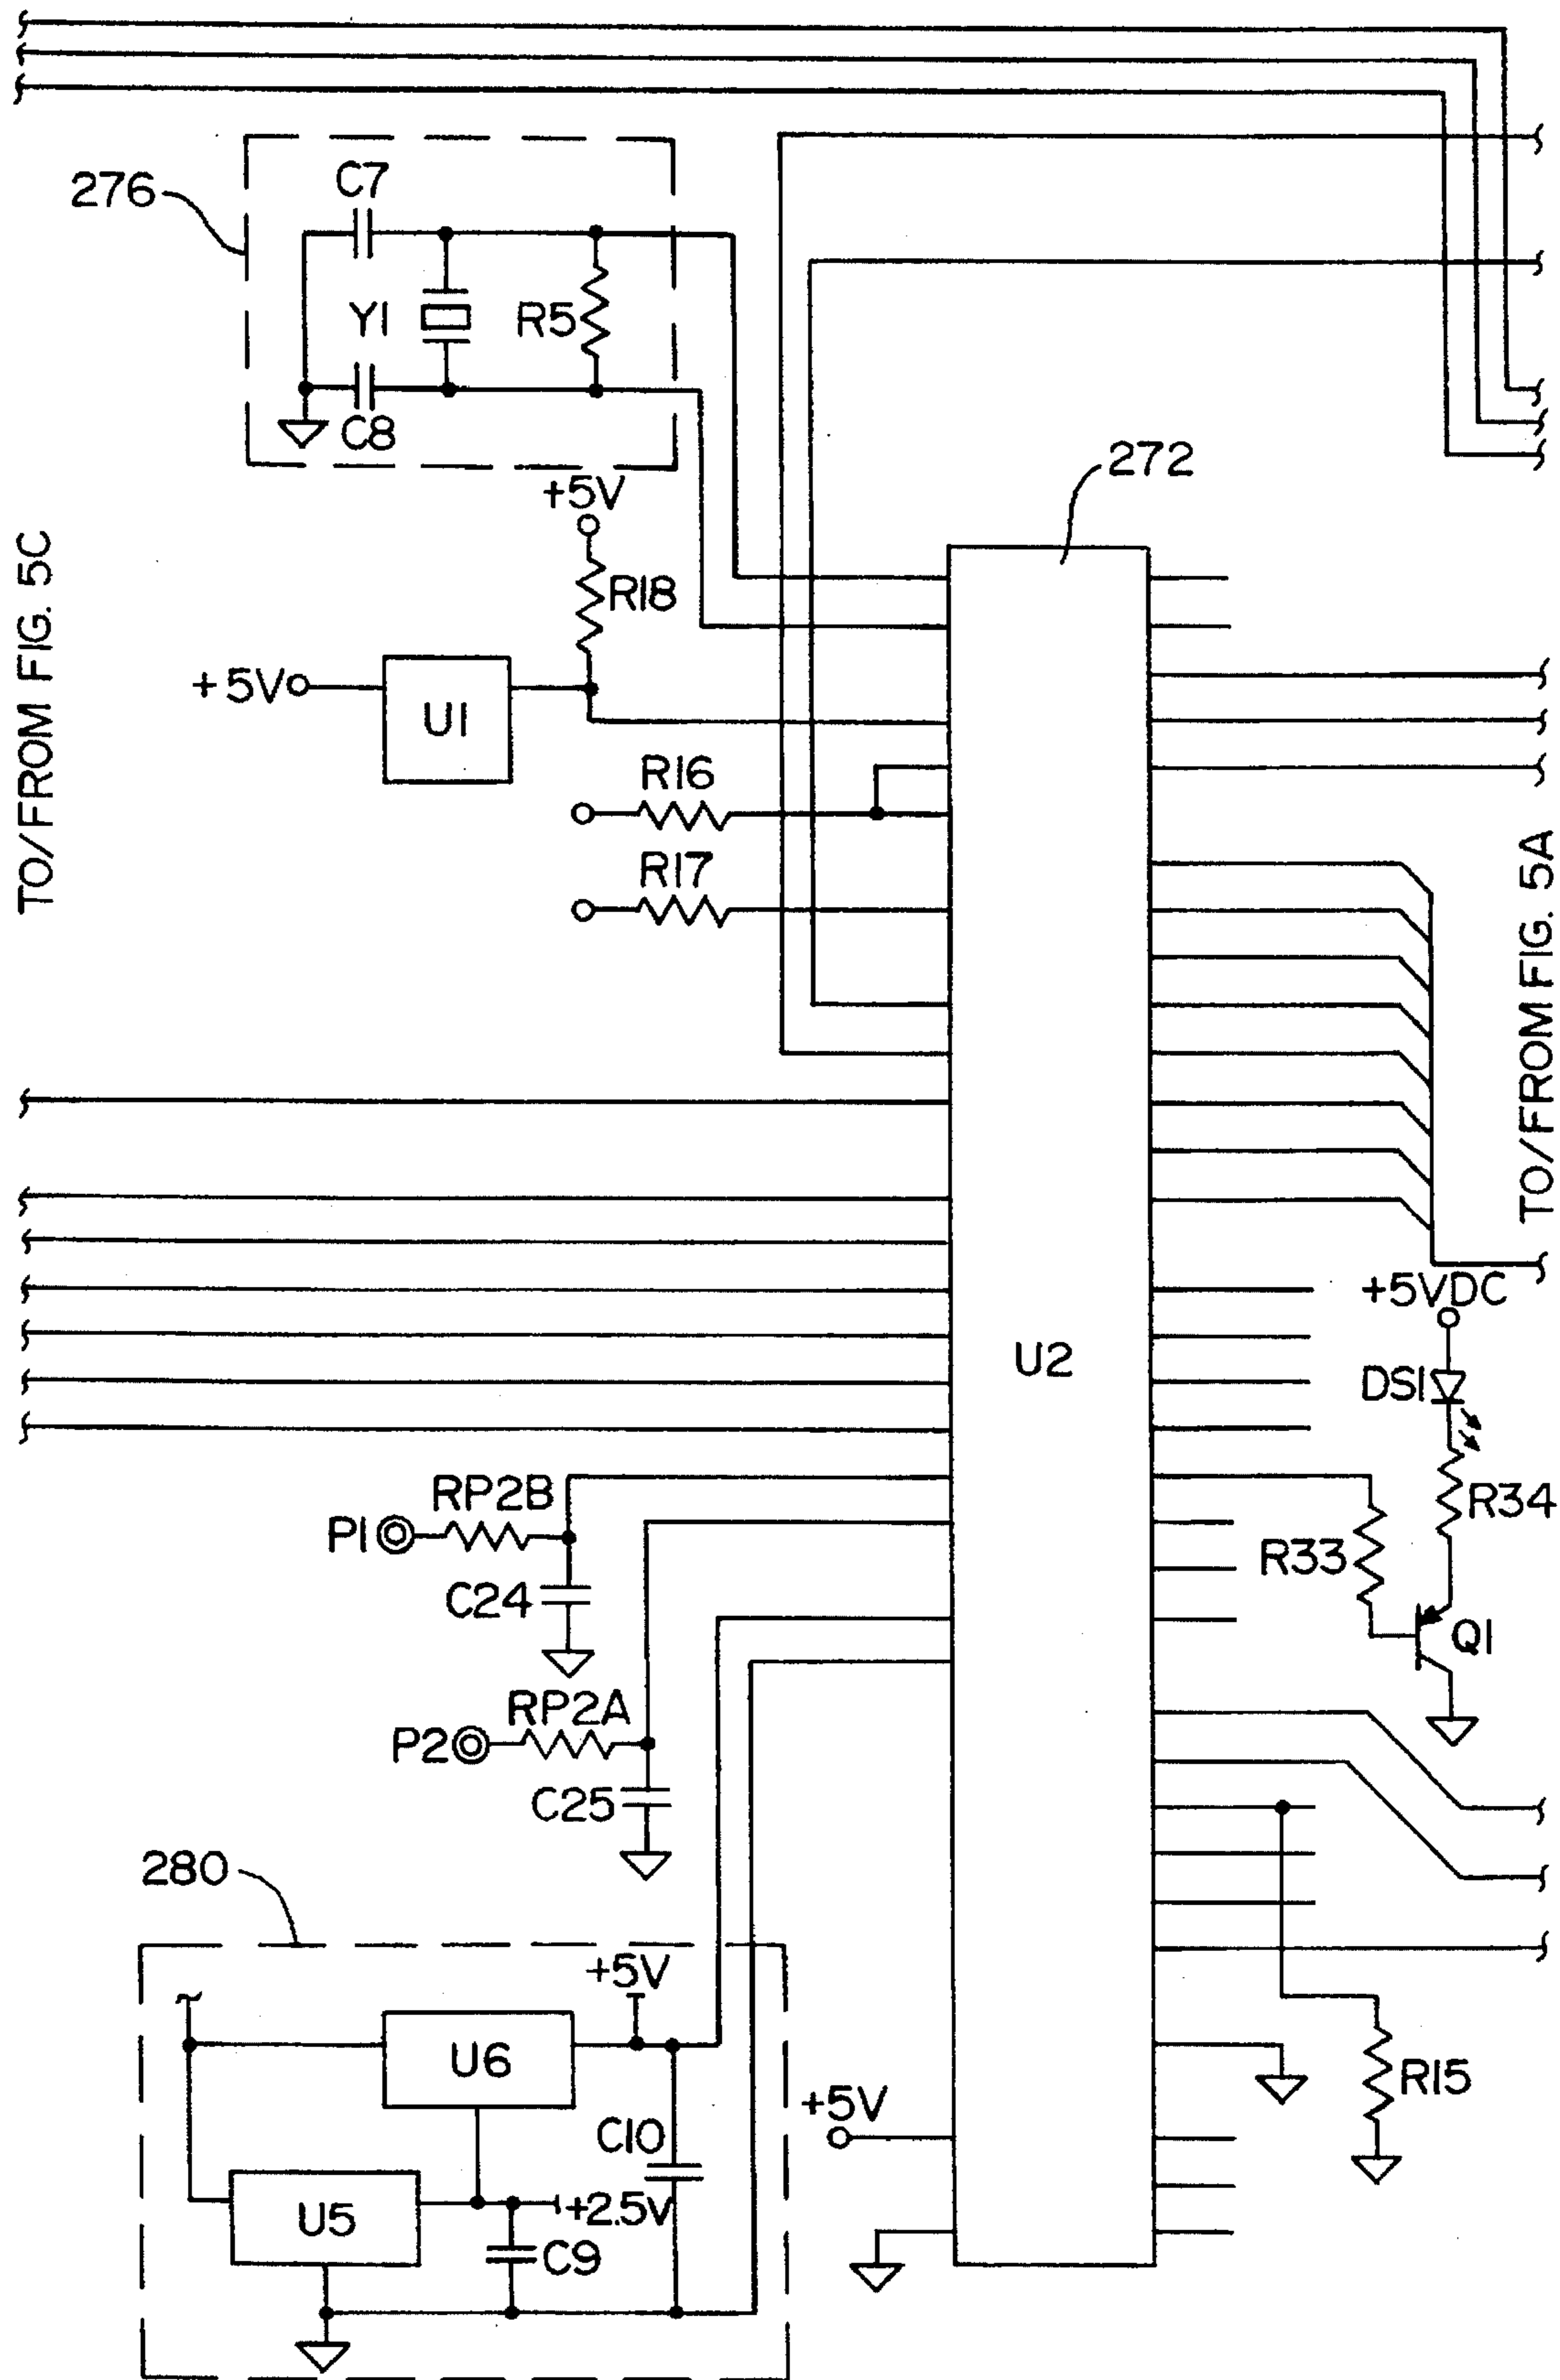 276
C7
Y1
R5
C8
+5V
272
R18
TO/FROM FIG. 5C
+5V
U1
R16
R17
TO/FROM FIG. 5A
+5VDC
U2
DS1
RP2B
R34
P1
R33
C24
Q1
RP2A
P2
C25
280
+5V
U6
R15
+5V
C10
U5
+2.5V
C9